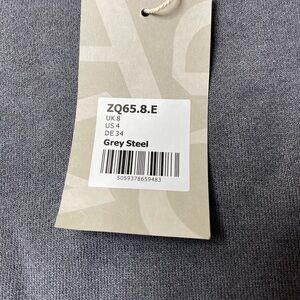 ZQ65.8.E
UK 8
US 4
DE 34
Grey Steel
5059378659483